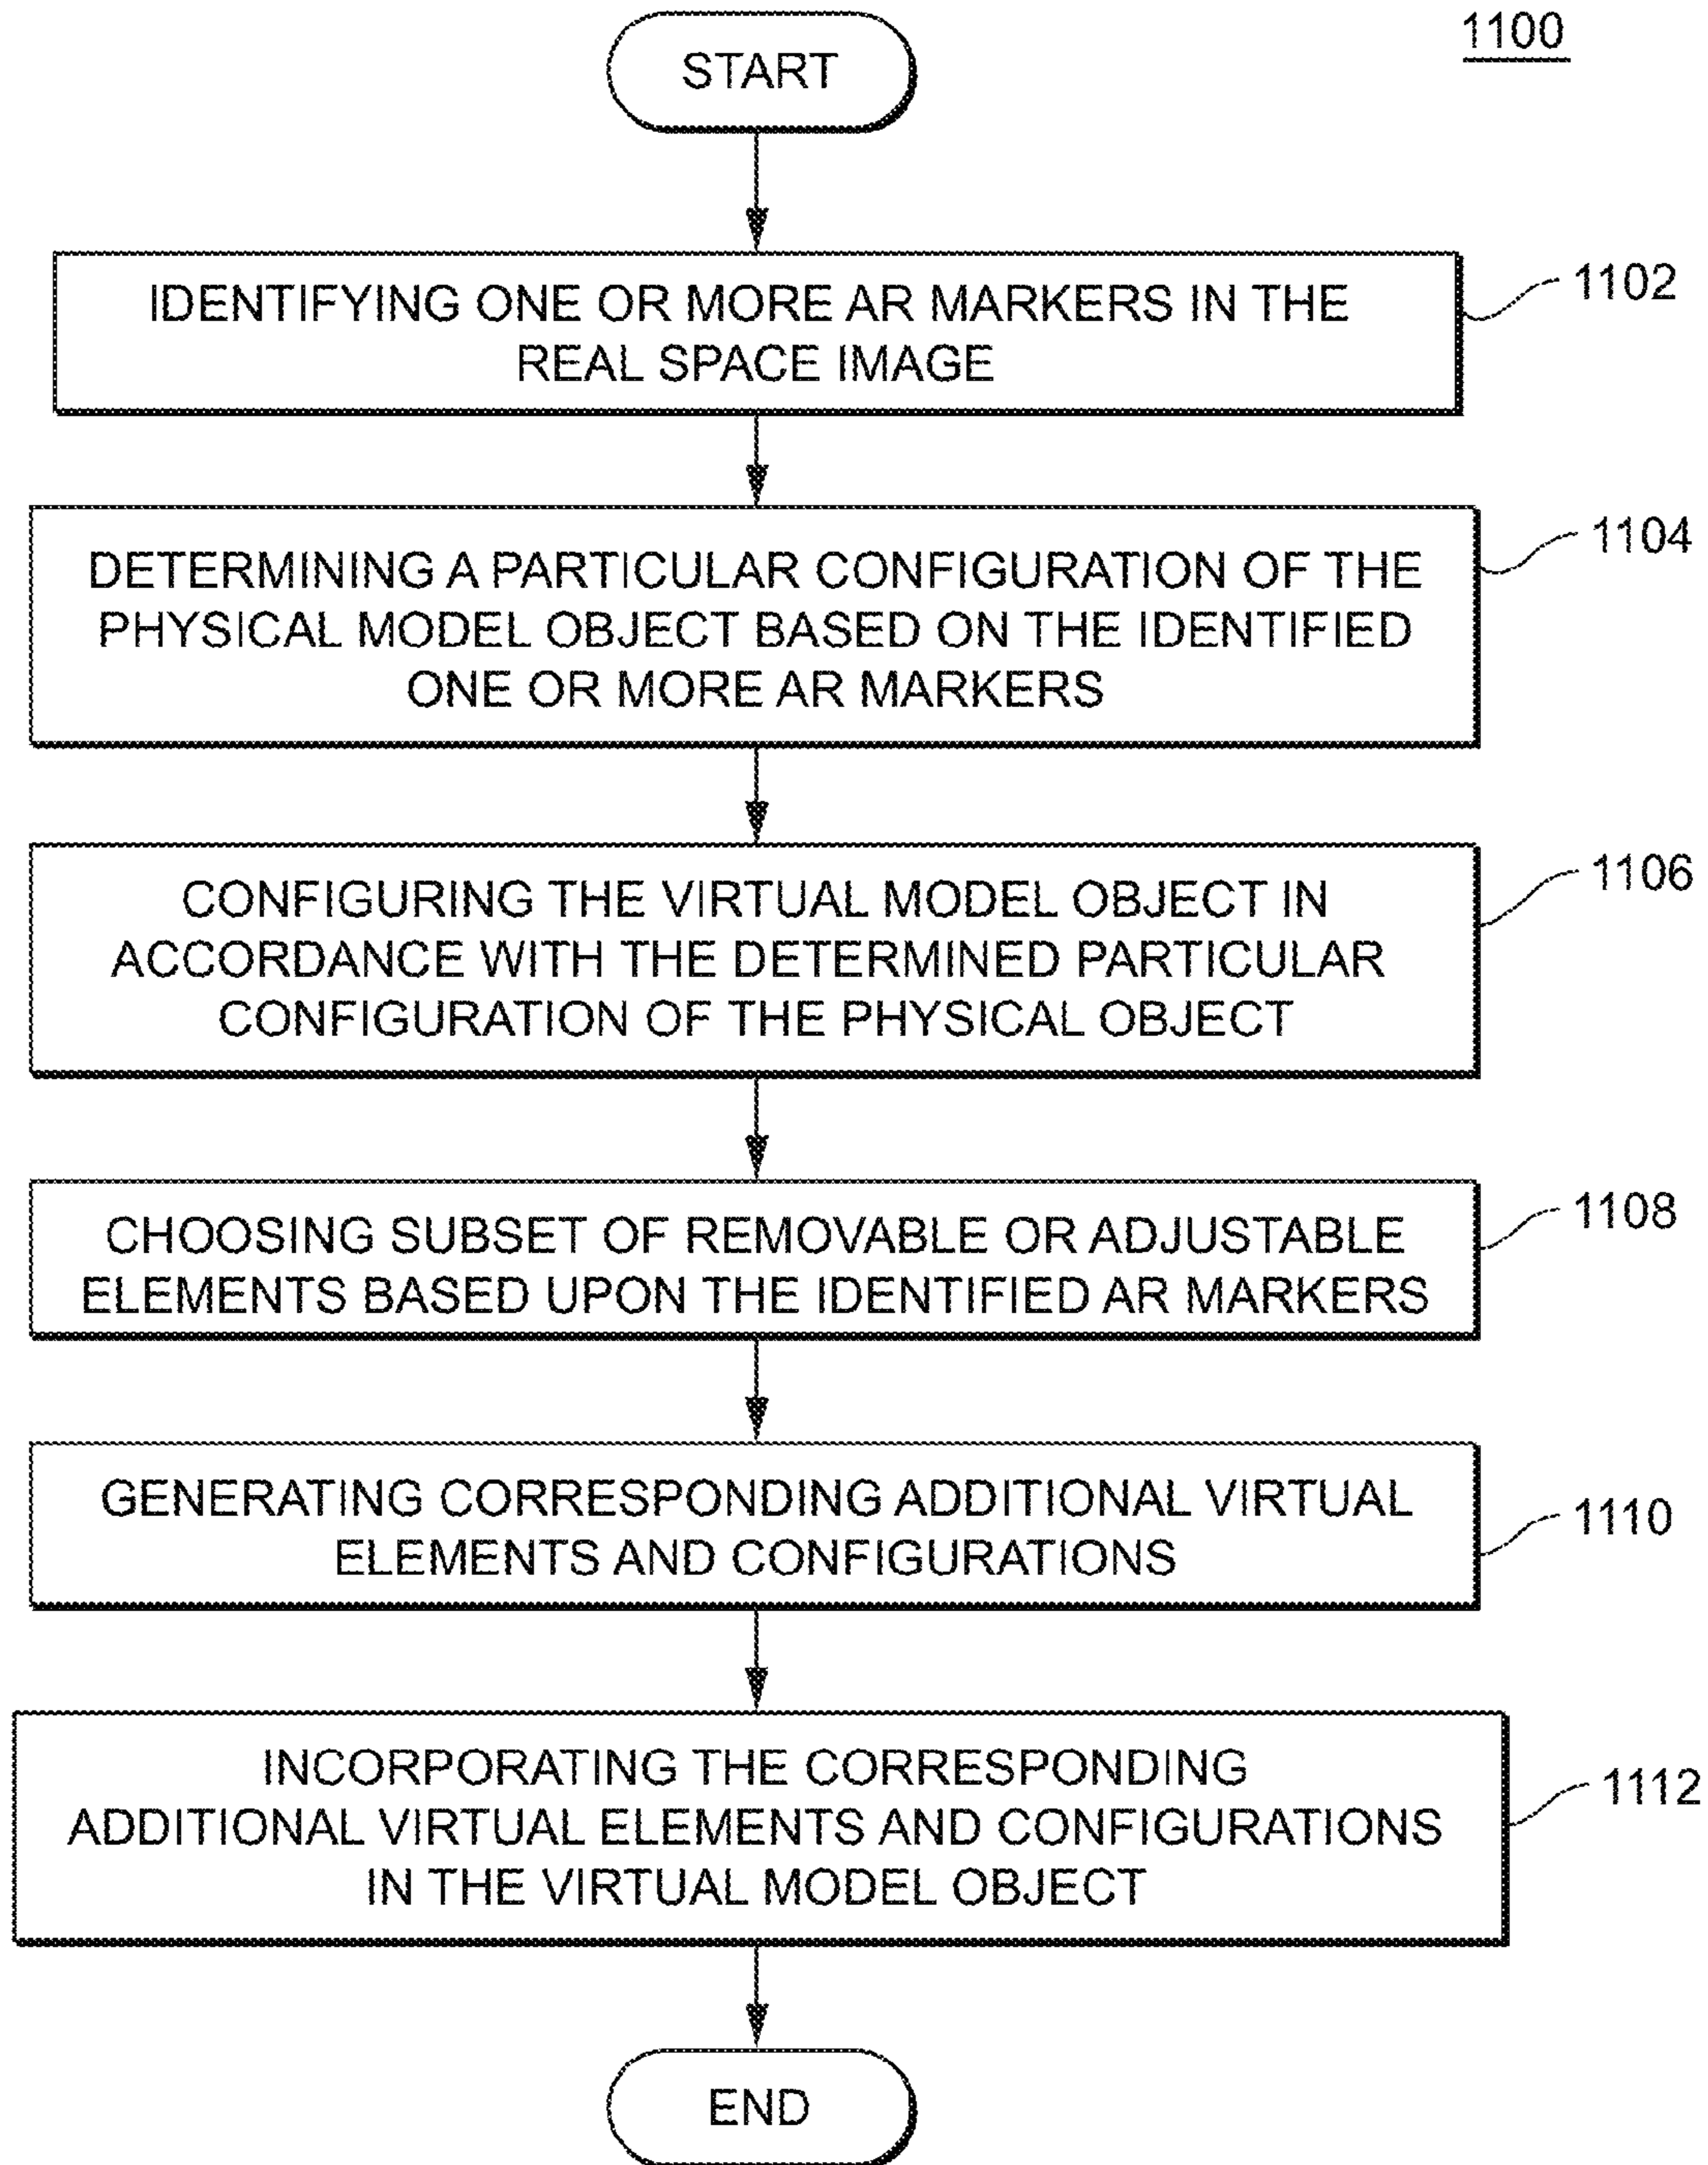 1100
START
IDENTIFYING ONE OR MORE AR MARKERS IN THE
REAL SPACE IMAGE
1102
DETERMINING A PARTICULAR CONFIGURATION OF THE
PHYSICAL MODEL OBJECT BASED ON THE IDENTIFIED
ONE OR MORE AR MARKERS
1104
CONFIGURING THE VIRTUAL MODEL OBJECT IN
ACCORDANCE WITH THE DETERMINED PARTICULAR
CONFIGURATION OF THE PHYSICAL OBJECT
1106
CHOOSING SUBSET OF REMOVABLE OR ADJUSTABLE
ELEMENTS BASED UPON THE IDENTIFIED AR MARKERS
1108
GENERATING CORRESPONDING ADDITIONAL VIRTUAL
ELEMENTS AND CONFIGURATIONS
1110
INCORPORATING THE CORRESPONDING
ADDITIONAL VIRTUAL ELEMENTS AND CONFIGURATIONS
IN THE VIRTUAL MODEL OBJECT
1112
END